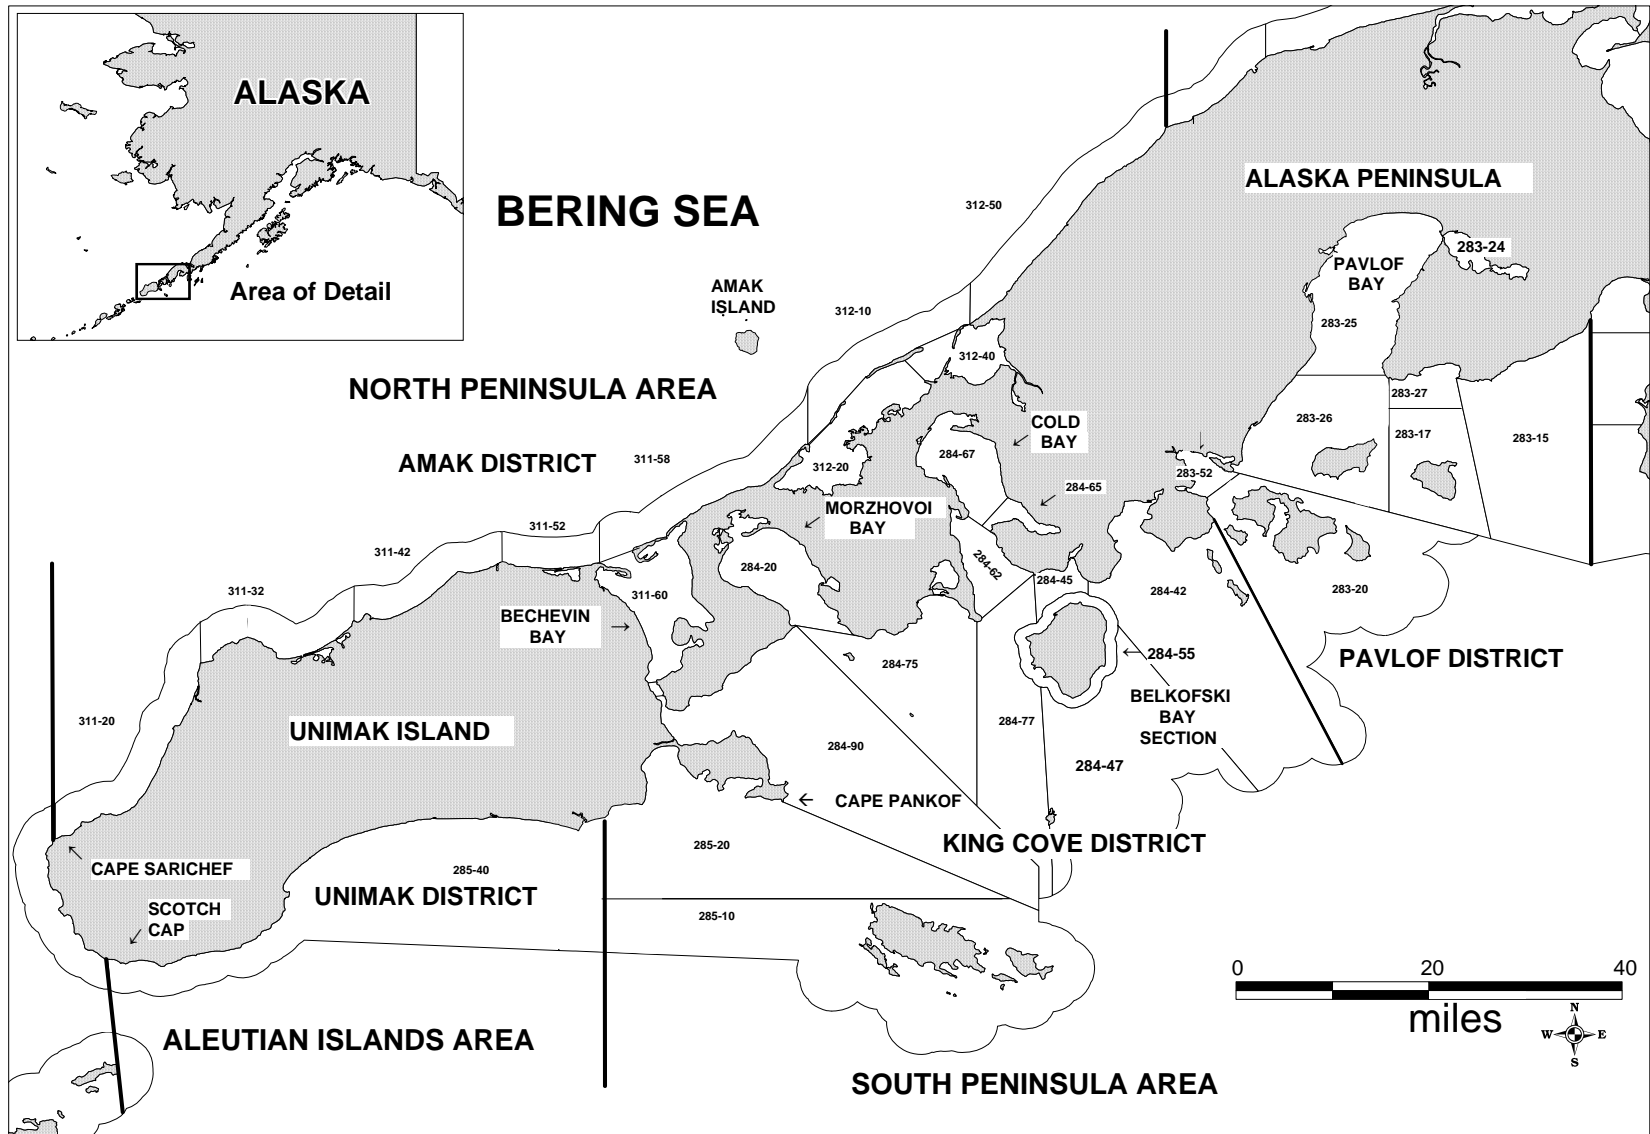 ALASKA
Area of Detail
BERING SEA
ALASKA PENINSULA
312-50
283-24
PAVLOF
BAY
AMAK
ISLAND
312-10
283-25
312-40
NORTH PENINSULA AREA
283-27
COLD
BAY
283-26
283-17
283-15
AMAK DISTRICT
311-58
284-67
312-20
283-52
284-65
MORZHOVOI
BAY
311-52
311-42
284-20
284-62
284-45
311-32
311-60
284-42
283-20
BECHEVIN
BAY
284-75
284-55
PAVLOF DISTRICT
BELKOFSKI
BAY
SECTION
311-20
UNIMAK ISLAND
284-77
284-90
284-47
CAPE PANKOF
KING COVE DISTRICT
285-20
CAPE SARICHEF
285-40
UNIMAK DISTRICT
SCOTCH
CAP
285-10
0 20 40
miles
N
W E
S
ALEUTIAN ISLANDS AREA
SOUTH PENINSULA AREA